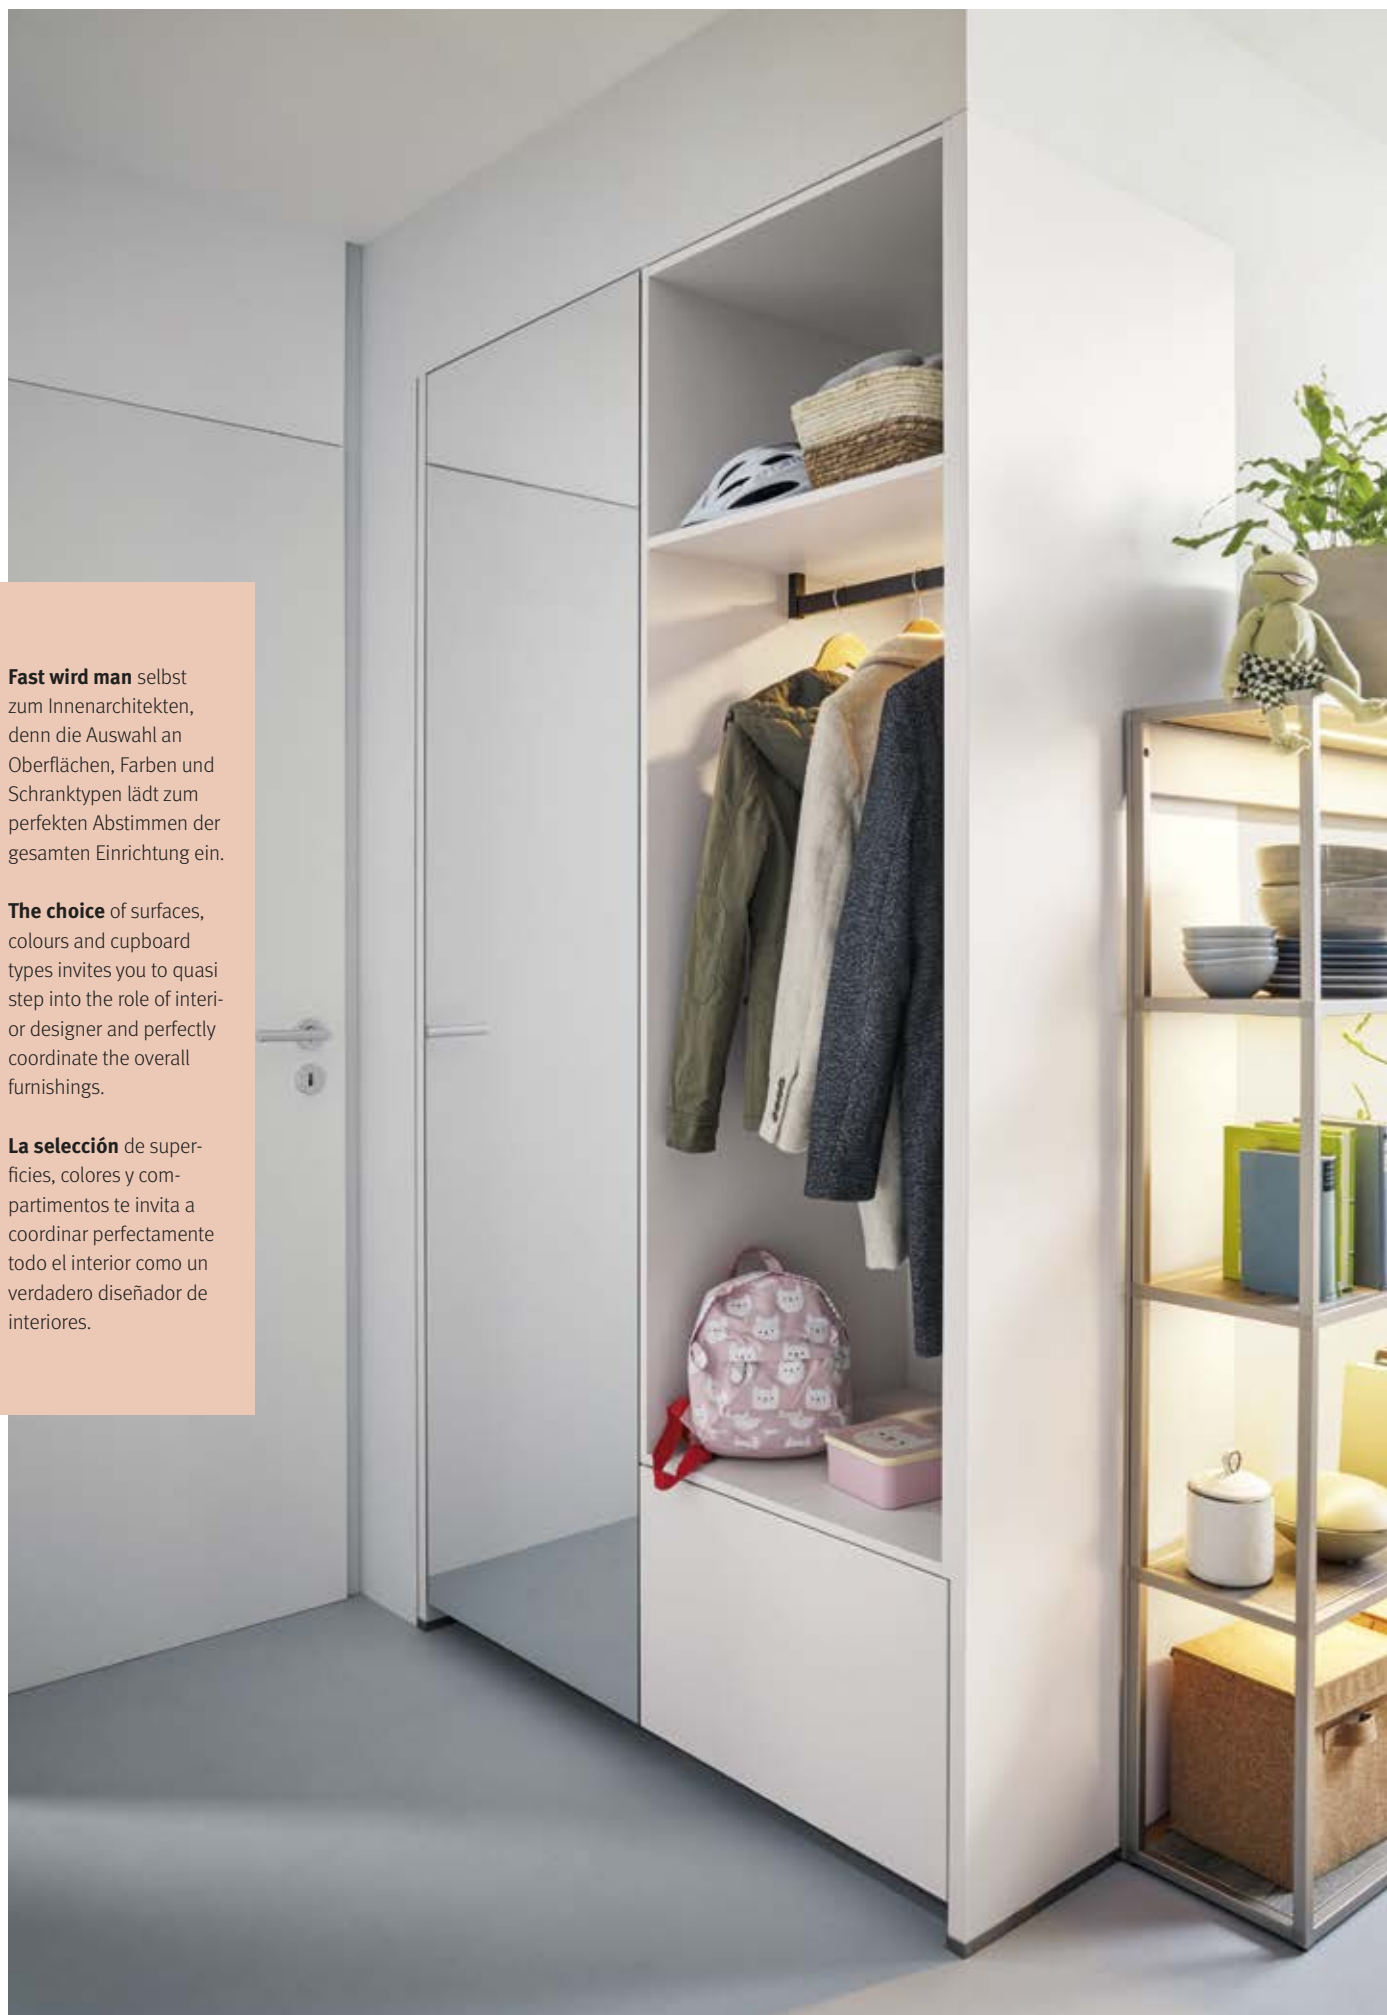 Fast wird man selbst
zum Innenarchitekten,
denn die Auswahl an
Oberflächen, Farben und
Schranktypen lädt zum
perfekten Abstimmen der
gesamten Einrichtung ein.
The choice of surfaces,
colours and cupboard
types invites you to quasi
step into the role of interi-
or designer and perfectly
coordinate the overall
furnishings.
La selección de super-
ficies, colores y com-
partimentos te invita a
coordinar perfectamente
todo el interior como un
verdadero diseñador de
interiores.